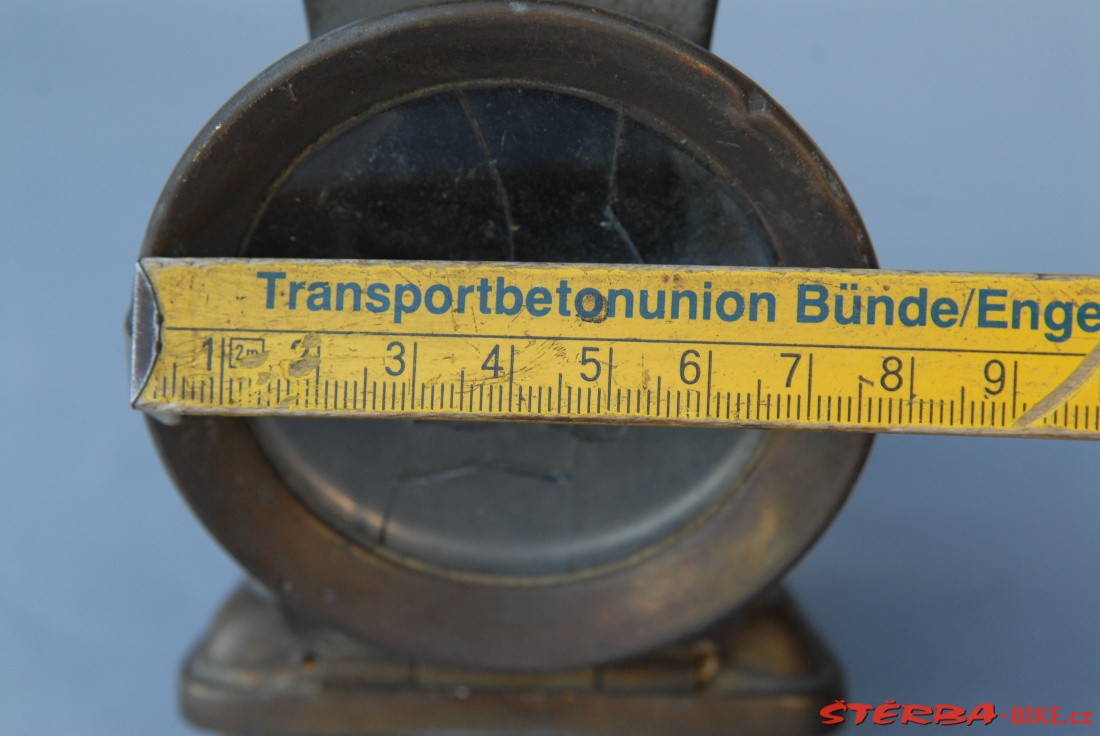 Transportbetonunion Bünde/Enge
1 2m 2 3 4 5 6 7 8 9
ŠTĚRBA-BIKE.cz